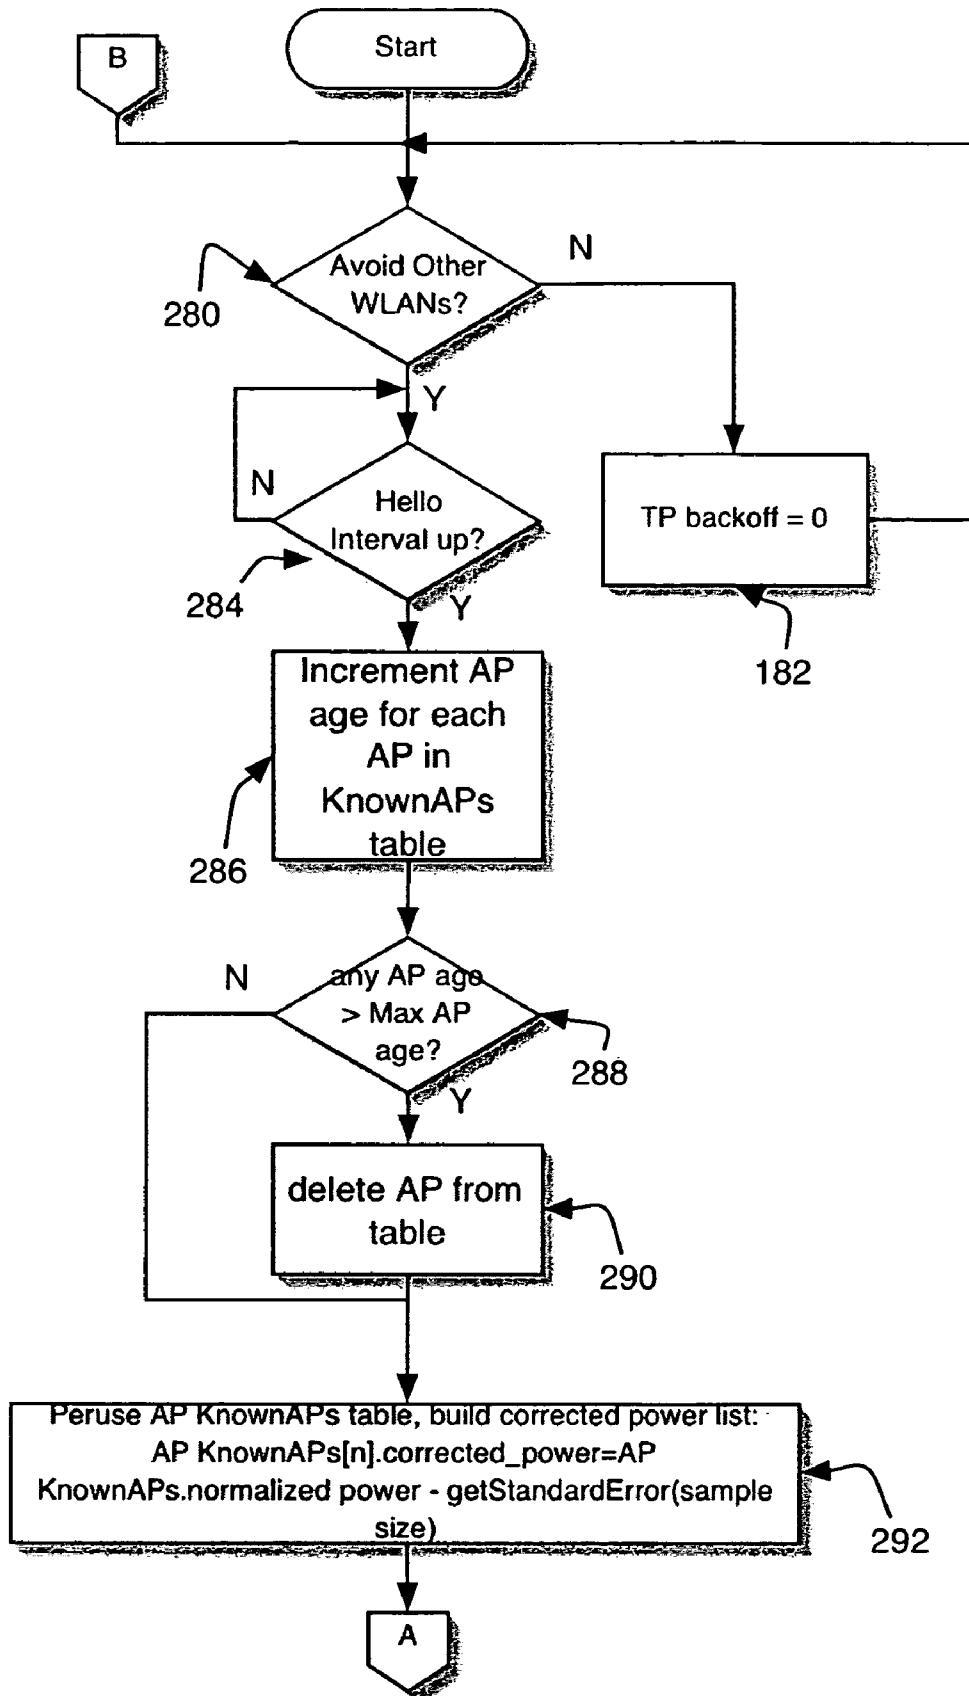 B
Start
Avoid Other
WLANs?
N
280
Y
N
Hello
Interval up?
TP backoff = 0
284
Y
182
Increment AP
age for each
AP in
KnownAPs
table
286
N
any AP age
> Max AP
age?
288
Y
delete AP from
table
290
Peruse AP KnownAPs table, build corrected power list:
AP KnownAPs[n].corrected_power=AP
KnownAPs.normalized power - getStandardError(sample
size)
292
A